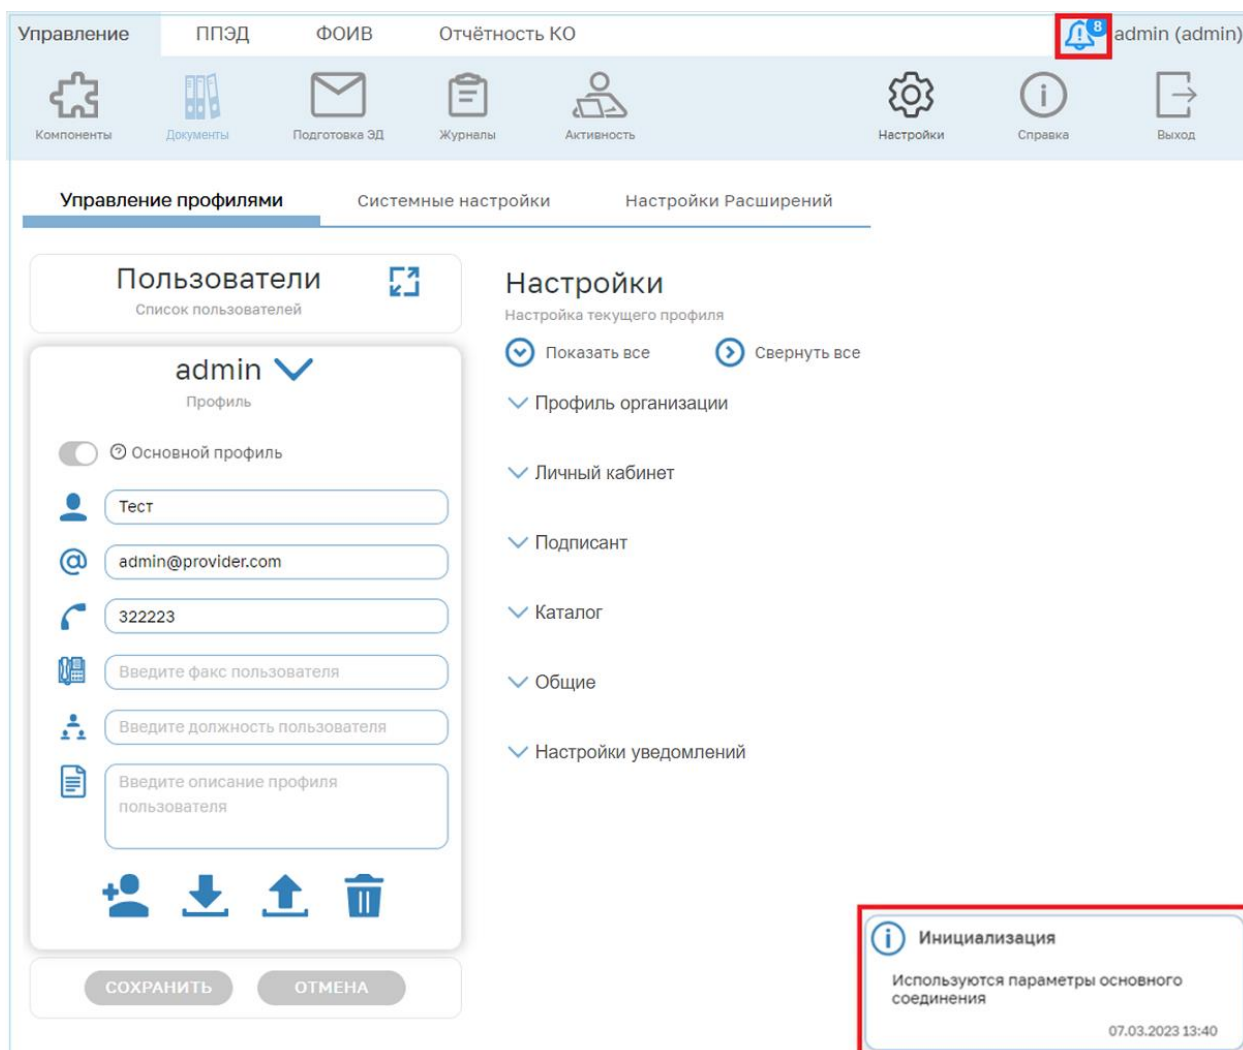 Управление ППЭД ФОИВ Отчётность КО 8 admin (admin)
Компоненты Документы Подготовка ЭД Журналы Активность Настройки Справка Выход
Управление профилями Системные настройки Настройки Расширений
Пользователи
Список пользователей
admin
Профиль
Основной профиль
Тест
admin@provider.com
322223
Введите факс пользователя
Введите должность пользователя
Введите описание профиля
пользователя
СОХРАНИТЬ ОТМЕНА
Настройки
Настройка текущего профиля
Показать все Свернуть все
Профиль организации
Личный кабинет
Подписант
Каталог
Общие
Настройки уведомлений
Инициализация
Используются параметры основного
соединения
07.03.2023 13:40